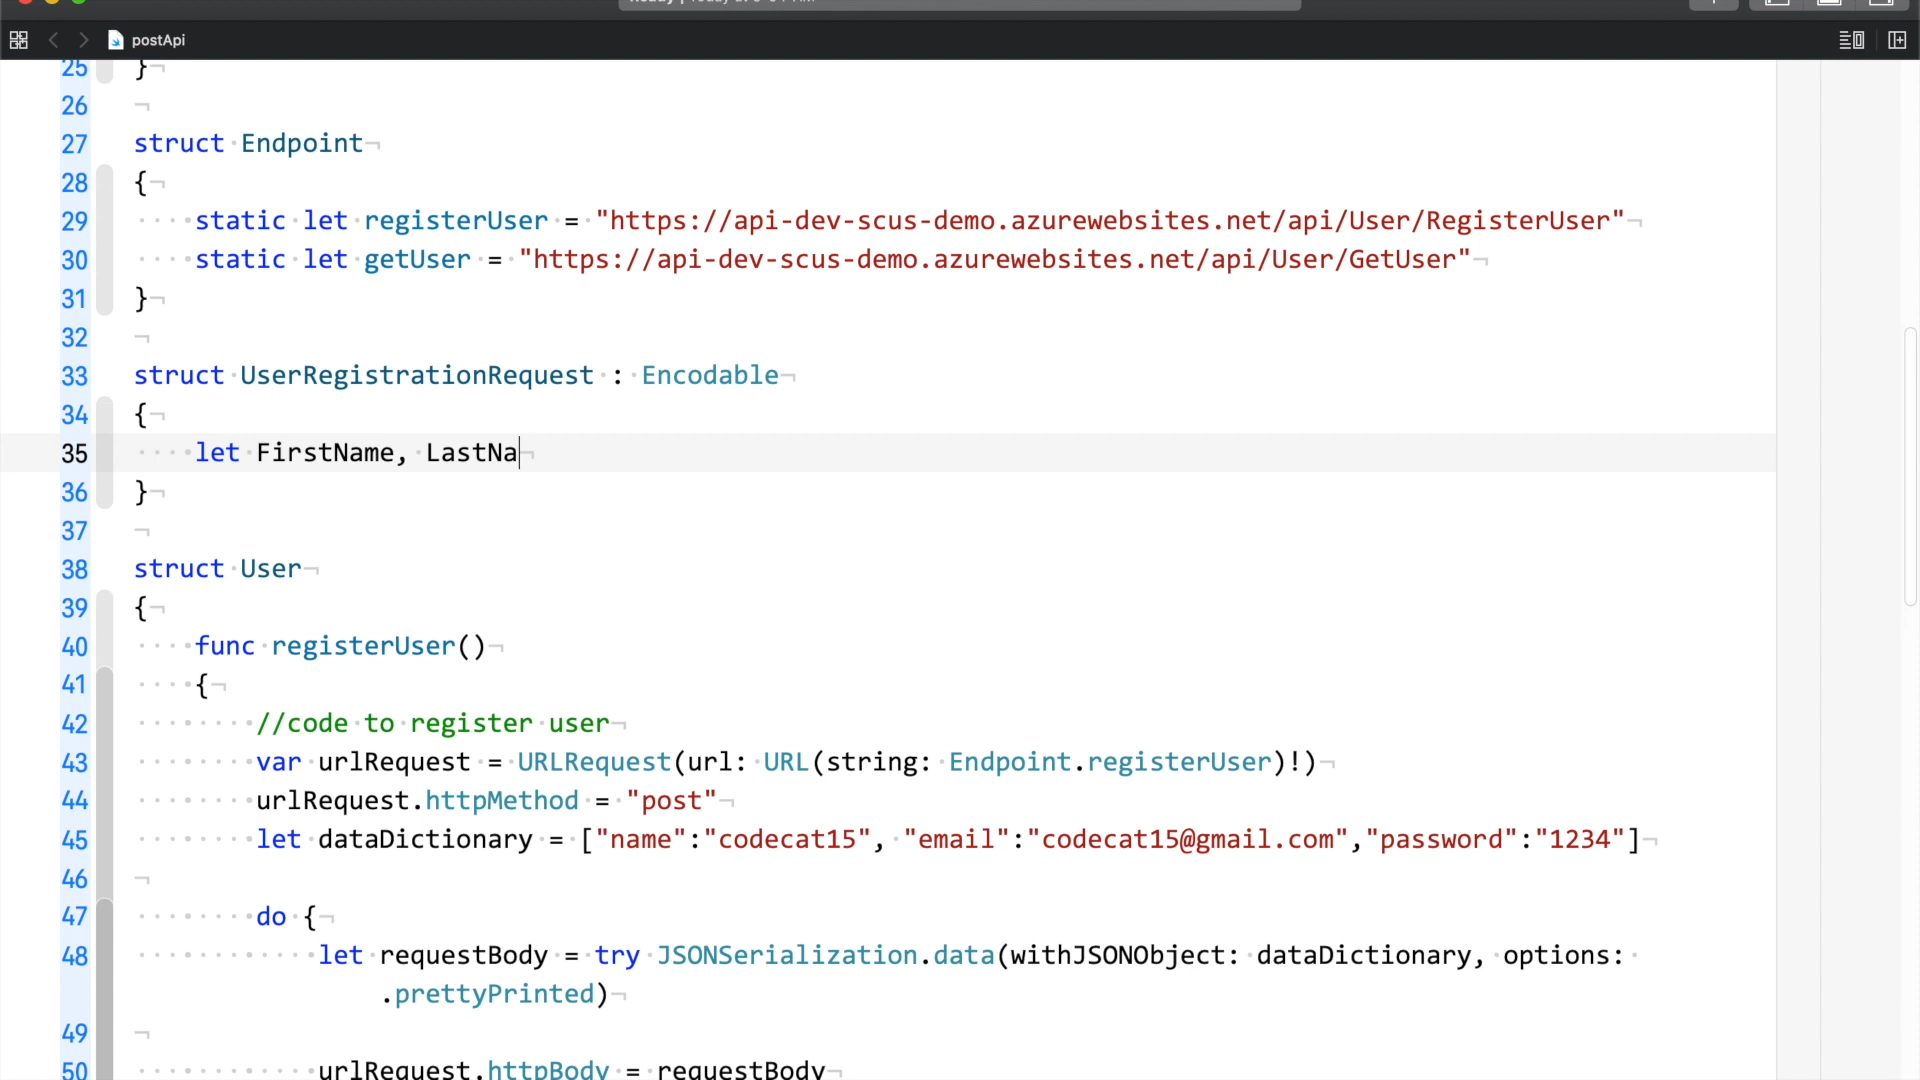 postApi
25 }
26
27 struct Endpoint
28 {
29 static let registerUser = "https://api-dev-scus-demo.azurewebsites.net/api/User/RegisterUser"
30 static let getUser = "https://api-dev-scus-demo.azurewebsites.net/api/User/GetUser"
31 }
32
33 struct UserRegistrationRequest : Encodable
34 {
35 let FirstName, LastNa
36 }
37
38 struct User
39 {
40 func registerUser()
41 {
42 //code to register user
43 var urlRequest = URLRequest(url: URL(string: Endpoint.registerUser)!)
44 urlRequest.httpMethod = "post"
45 let dataDictionary = ["name":"codecat15", "email":"codecat15@gmail.com","password":"1234"]
46
47 do {
48 let requestBody = try JSONSerialization.data(withJSONObject: dataDictionary, options:
.prettyPrinted)
49
50 urlRequest.httpBody = requestBody